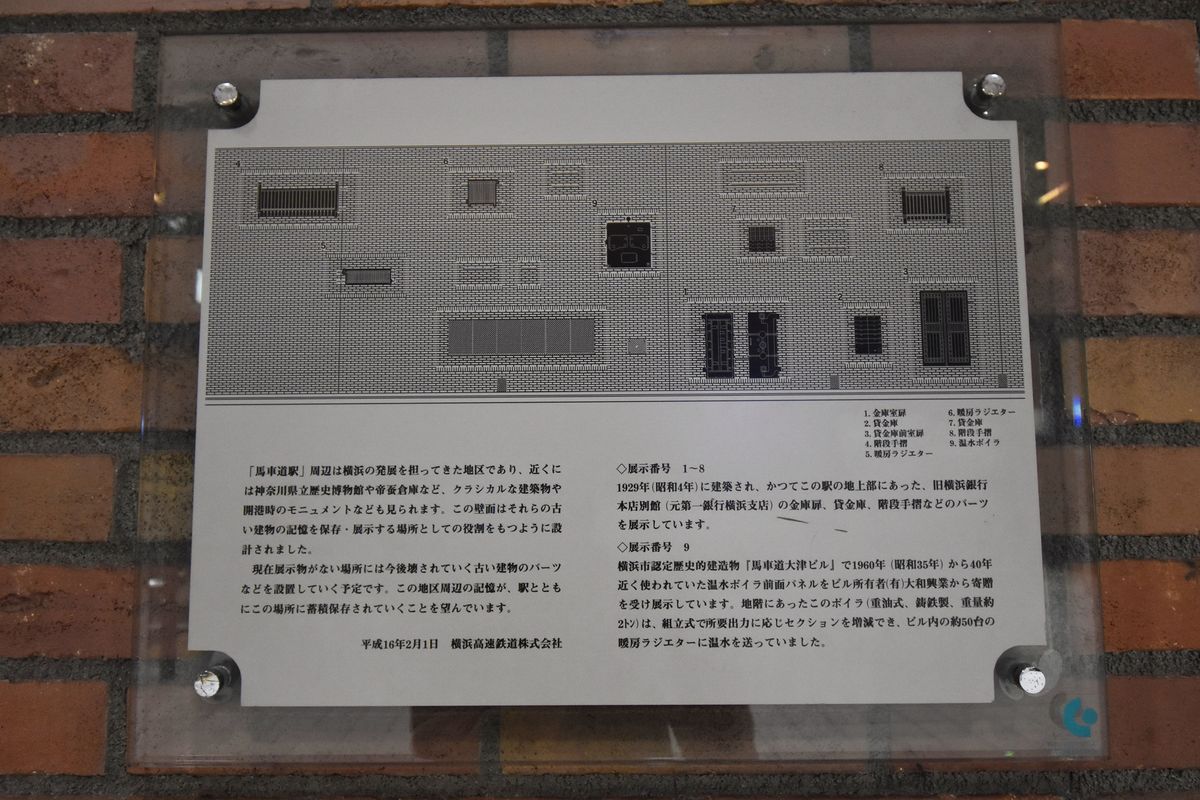 4
6
9
8
7
5
3
1
2
1. 金庫室扉
2. 貸金庫
3. 貸金庫前室扉
4. 階段手摺
5. 暖房ラジエター
6. 暖房ラジエター
7. 貸金庫
8. 階段手摺
9. 温水ボイラ
「馬車道駅」周辺は横浜の発展を担ってきた地区であり、近くに
は神奈川県立歴史博物館や帝蚕倉庫など、クラシカルな建築物や
開港時のモニュメントなども見られます。この壁面はそれらの古
い建物の記憶を保存・展示する場所としての役割をもつように設
計されました。
現在展示物がない場所には今後壊されていく古い建物のパーツ
などを設置していく予定です。この地区周辺の記憶が、駅ととも
にこの場所に蓄積保存されていくことを望んでいます。
平成16年2月1日 横浜高速鉄道株式会社
◇展示番号 1~8
1929年(昭和4年)に建築され、かつてこの駅の地上部にあった、旧横浜銀行
本店別館(元第一銀行横浜支店)の金庫扉、貸金庫、階段手摺などのパーツ
を展示しています。
◇展示番号 9
横浜市認定歴史的建造物『馬車道大津ビル』で1960年(昭和35年)から40年
近く使われていた温水ボイラ前面パネルをビル所有者(有)大和興業から寄贈
を受け展示しています。地階にあったこのボイラ(重油式、鋳鉄製、重量約
2トン)は、組立式で所要出力に応じセクションを増減でき、ビル内の約50台の
暖房ラジエターに温水を送っていました。